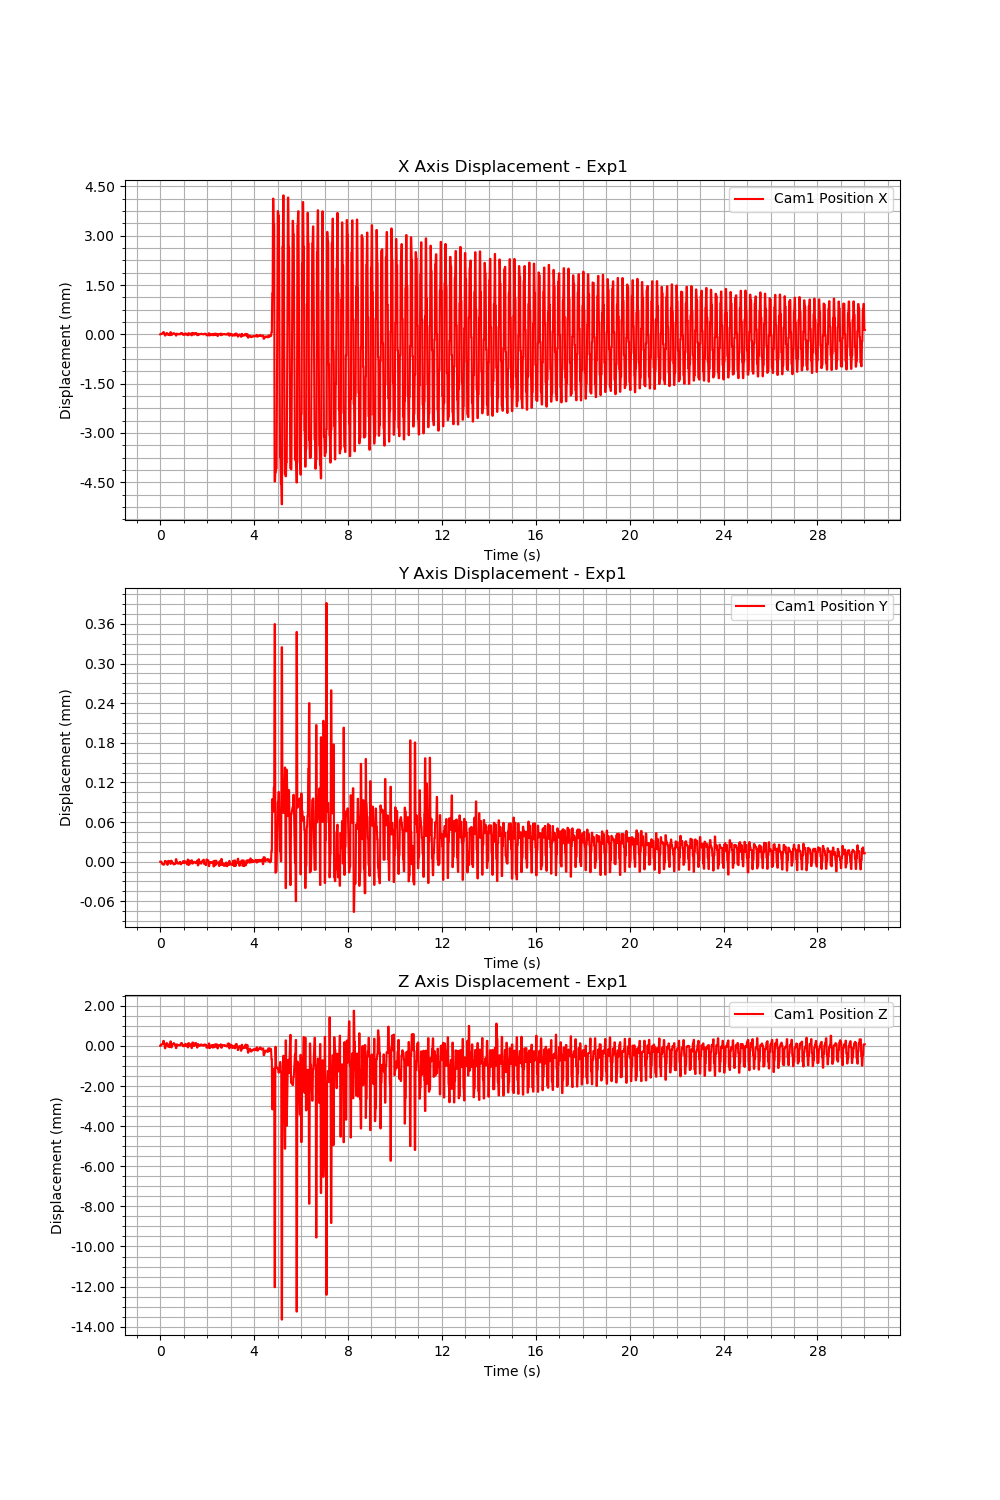 X Axis Displacement - Exp1
4.50
3.00
1.50
0.00
-1.50
-3.00
-4.50
Displacement (mm)
Cam1 Position X
0 4 8 12 16 20 24 28
Time (s)
Y Axis Displacement - Exp1
0.36
0.30
0.24
0.18
0.12
0.06
0.00
-0.06
Displacement (mm)
Cam1 Position Y
0 4 8 12 16 20 24 28
Time (s)
Z Axis Displacement - Exp1
2.00
0.00
-2.00
-4.00
-6.00
-8.00
-10.00
-12.00
-14.00
Displacement (mm)
Cam1 Position Z
0 4 8 12 16 20 24 28
Time (s)